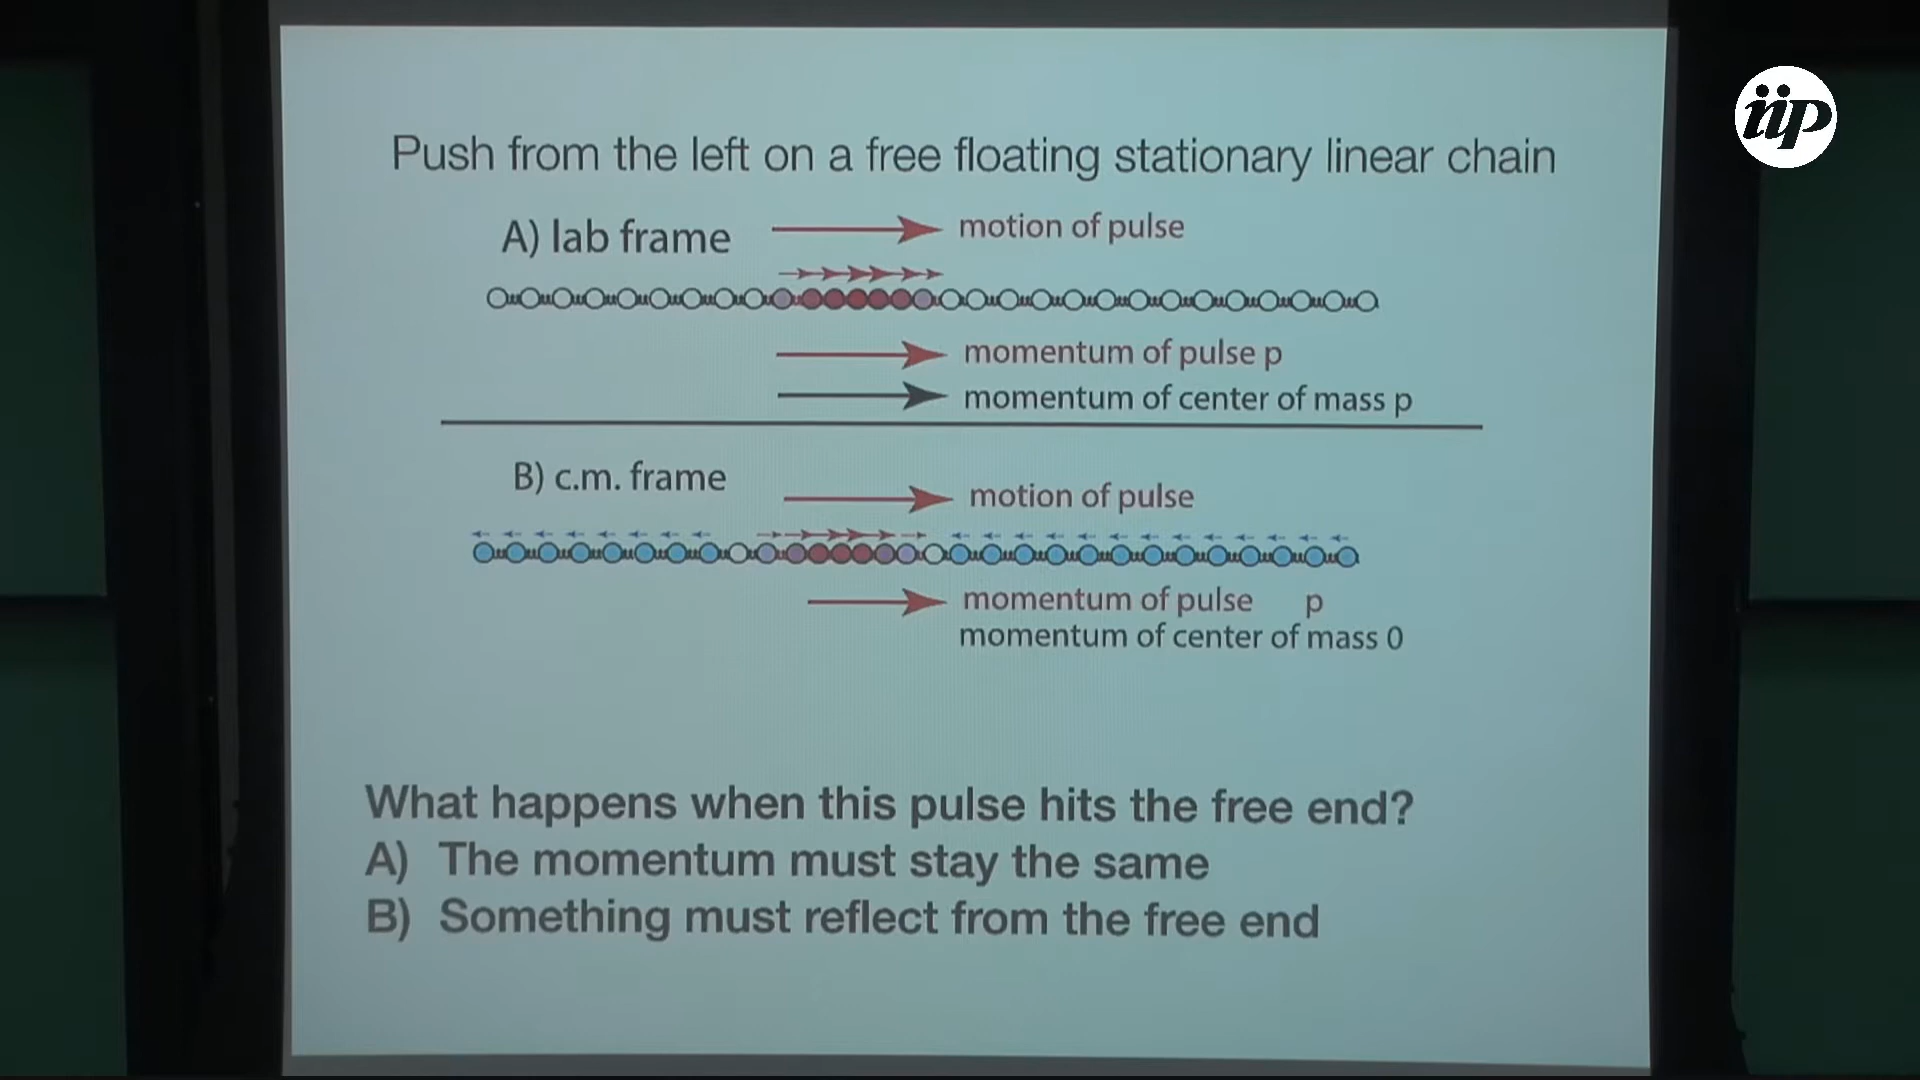 iip
Push from the left on a free floating stationary linear chain
A) lab frame
motion of pulse
momentum of pulse p
momentum of center of mass p
B) c.m. frame
motion of pulse
momentum of pulse p
momentum of center of mass 0
What happens when this pulse hits the free end?
A) The momentum must stay the same
B) Something must reflect from the free end